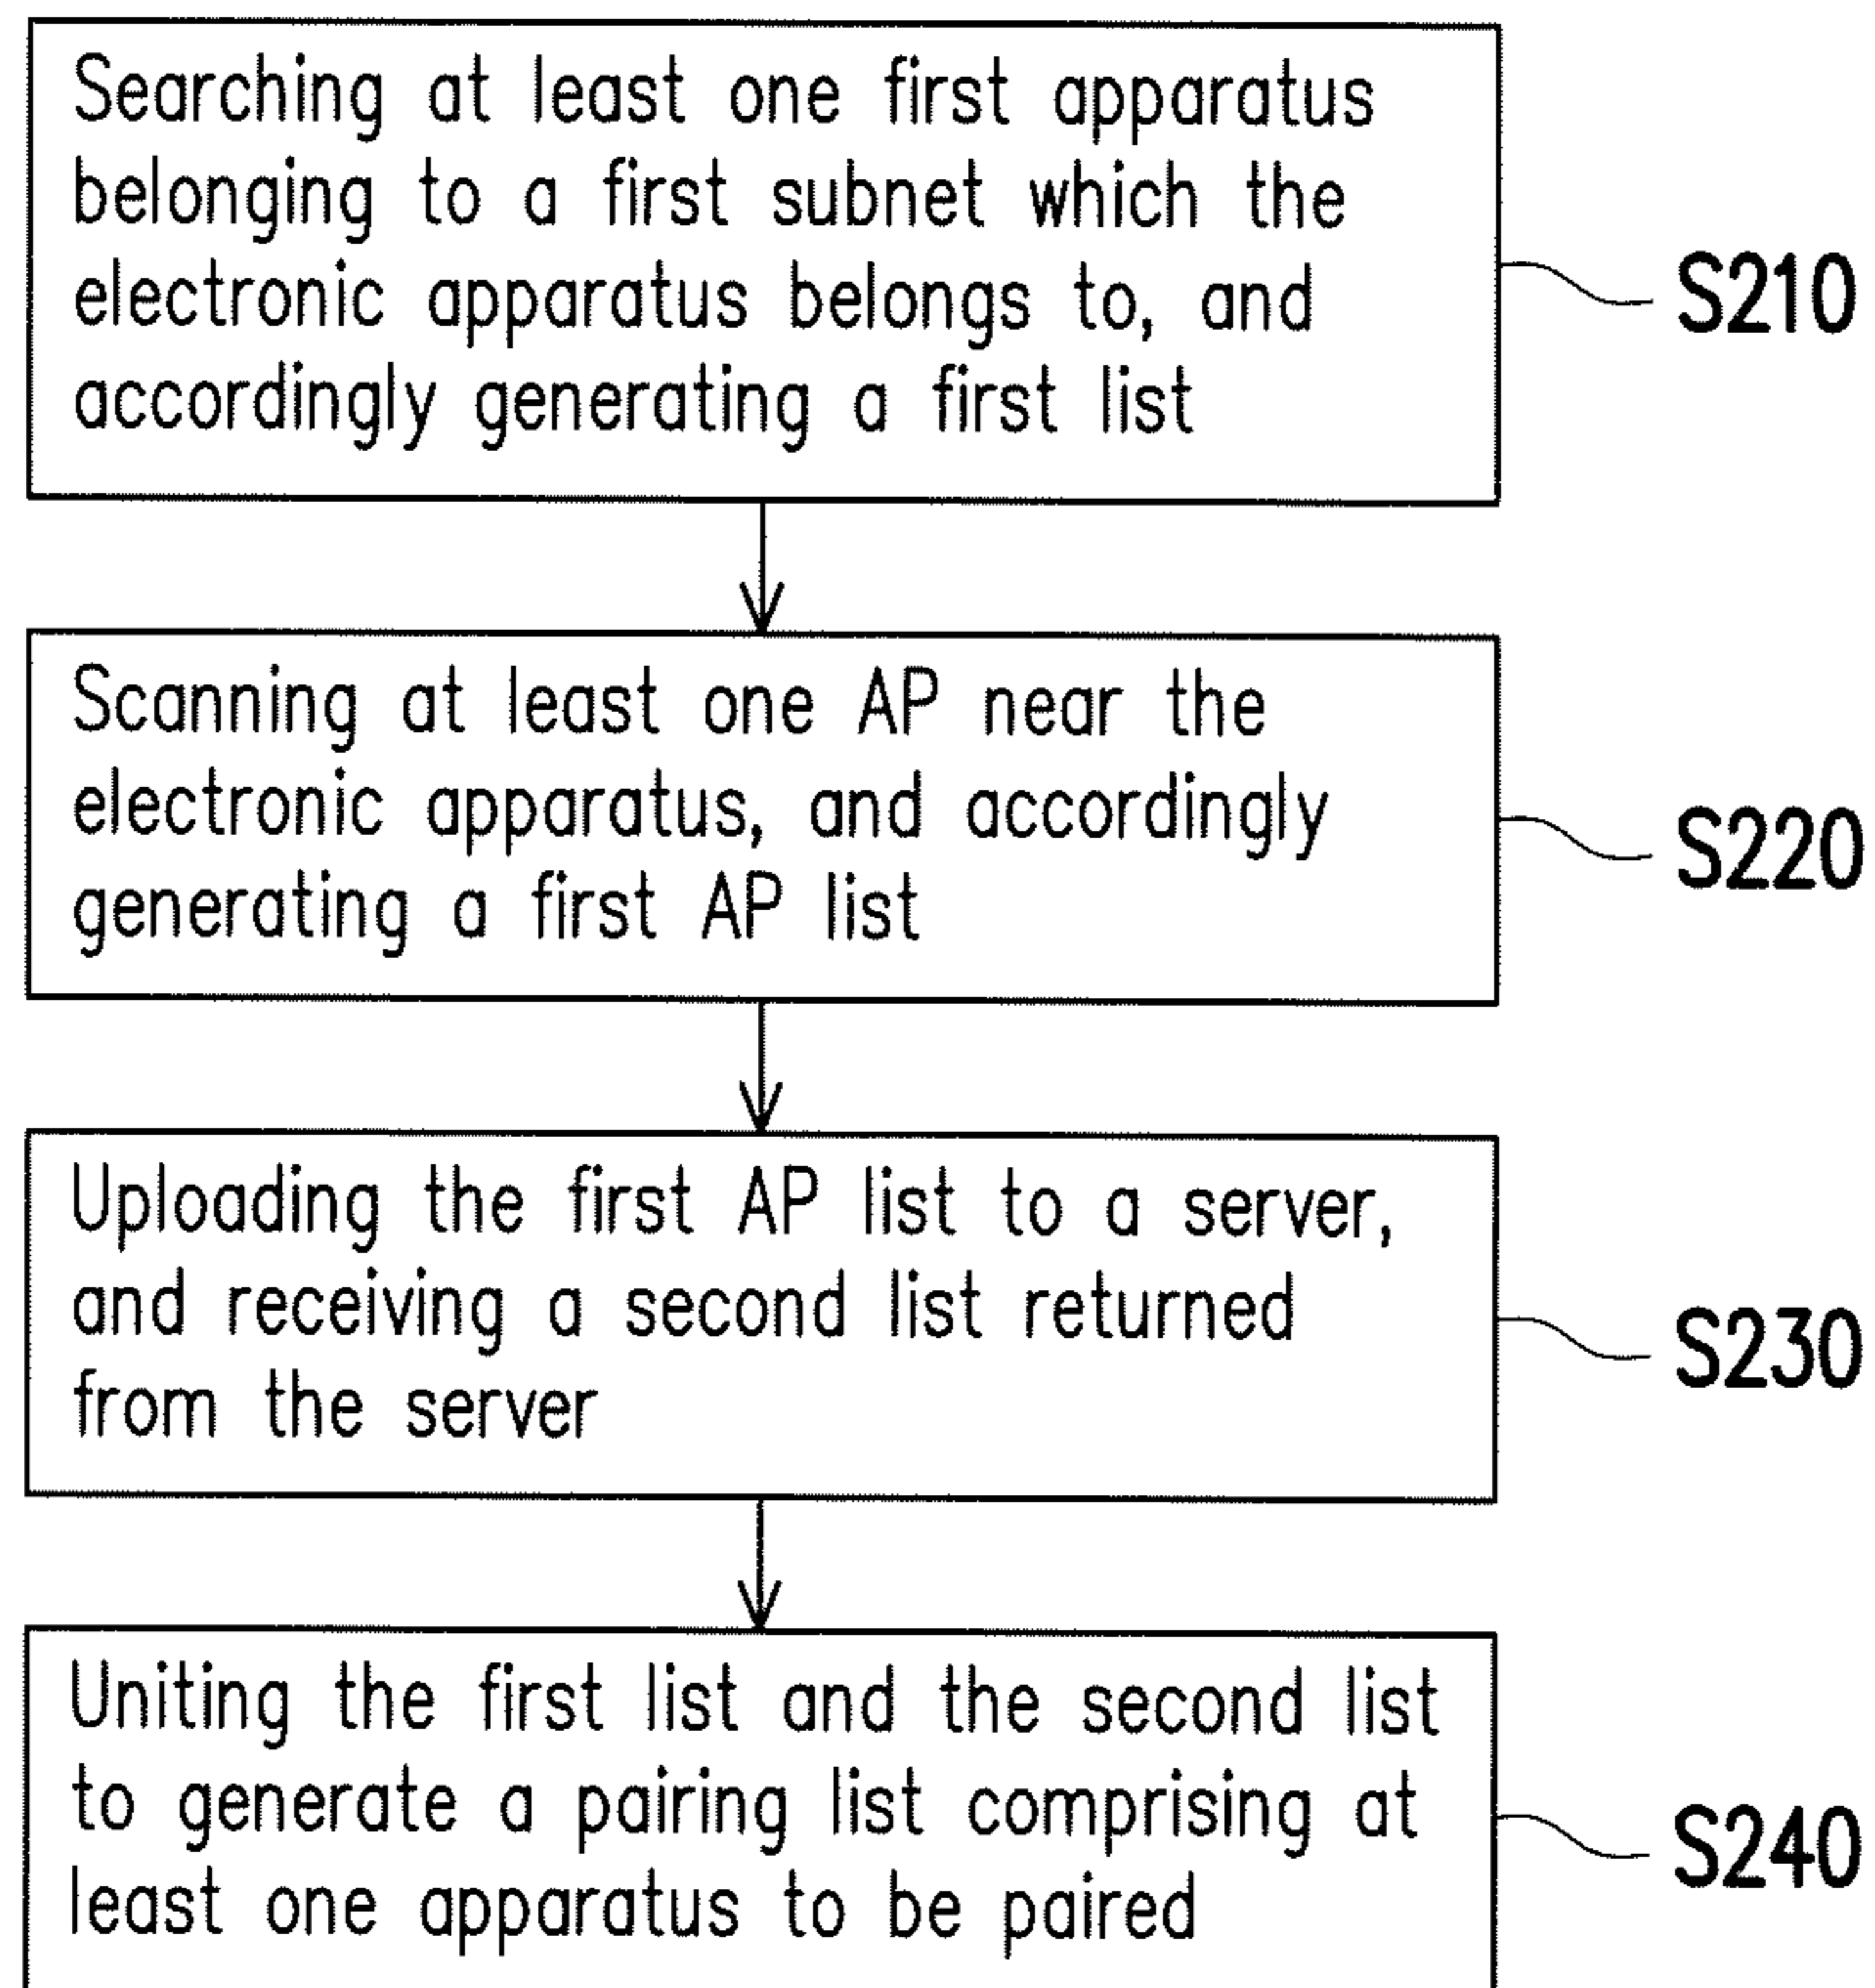 Searching at least one first apparatus
belonging to a first subnet which the
electronic apparatus belongs to, and
accordingly generating a first list
S210
Scanning at least one AP near the
electronic apparatus, and accordingly
generating a first AP list
S220
Uploading the first AP list to a server,
and receiving a second list returned
from the server
S230
Uniting the first list and the second list
to generate a pairing list comprising at
least one apparatus to be paired
S240